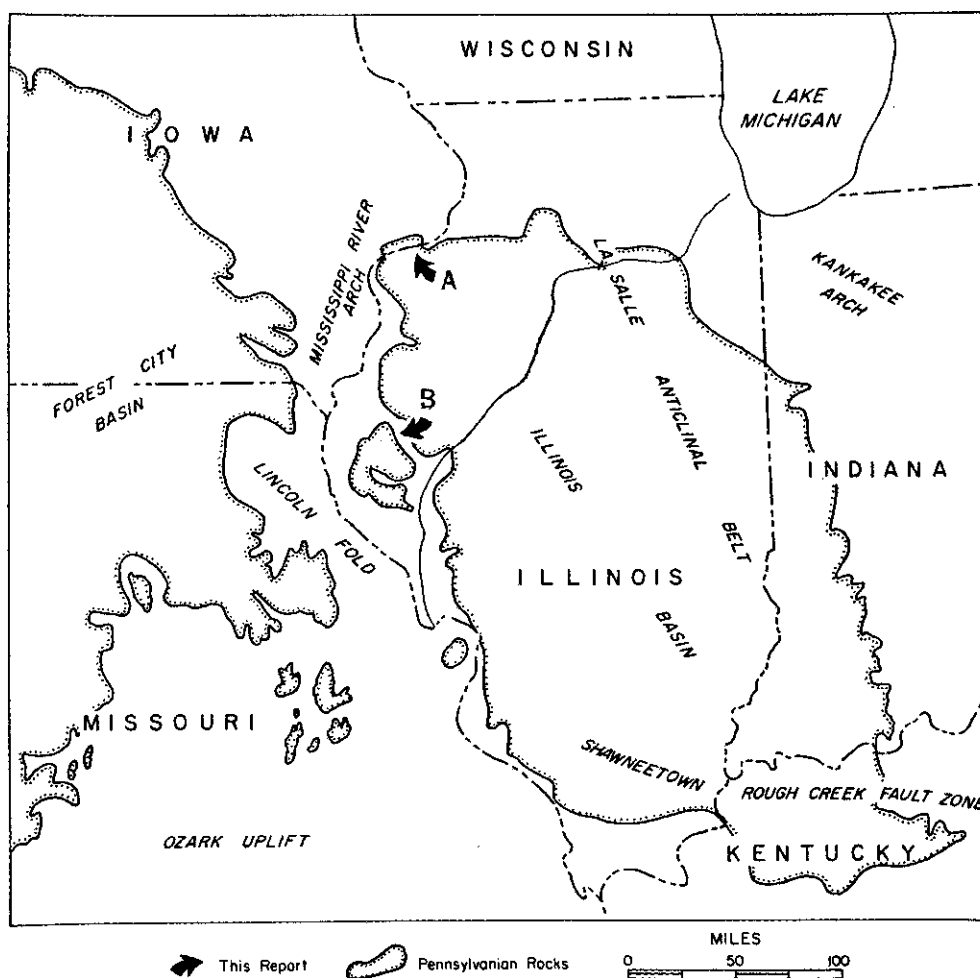 WISCONSIN
LAKE
MICHIGAN
IOWA
MISSISSIPPI RIVER
ARCH
A
LA SALLE
KANKAKEE
ARCH
FOREST CITY
BASIN
B
ANTICLINAL
ILLINOIS
INDIANA
LINCOLN
FOLD
BELT
ILLINOIS
BASIN
MISSOURI
SHAWNEETOWN
ROUGH CREEK FAULT ZONE
OZARK UPLIFT
KENTUCKY
MILES
This Report
Pennsylvanian Rocks
0 50 100